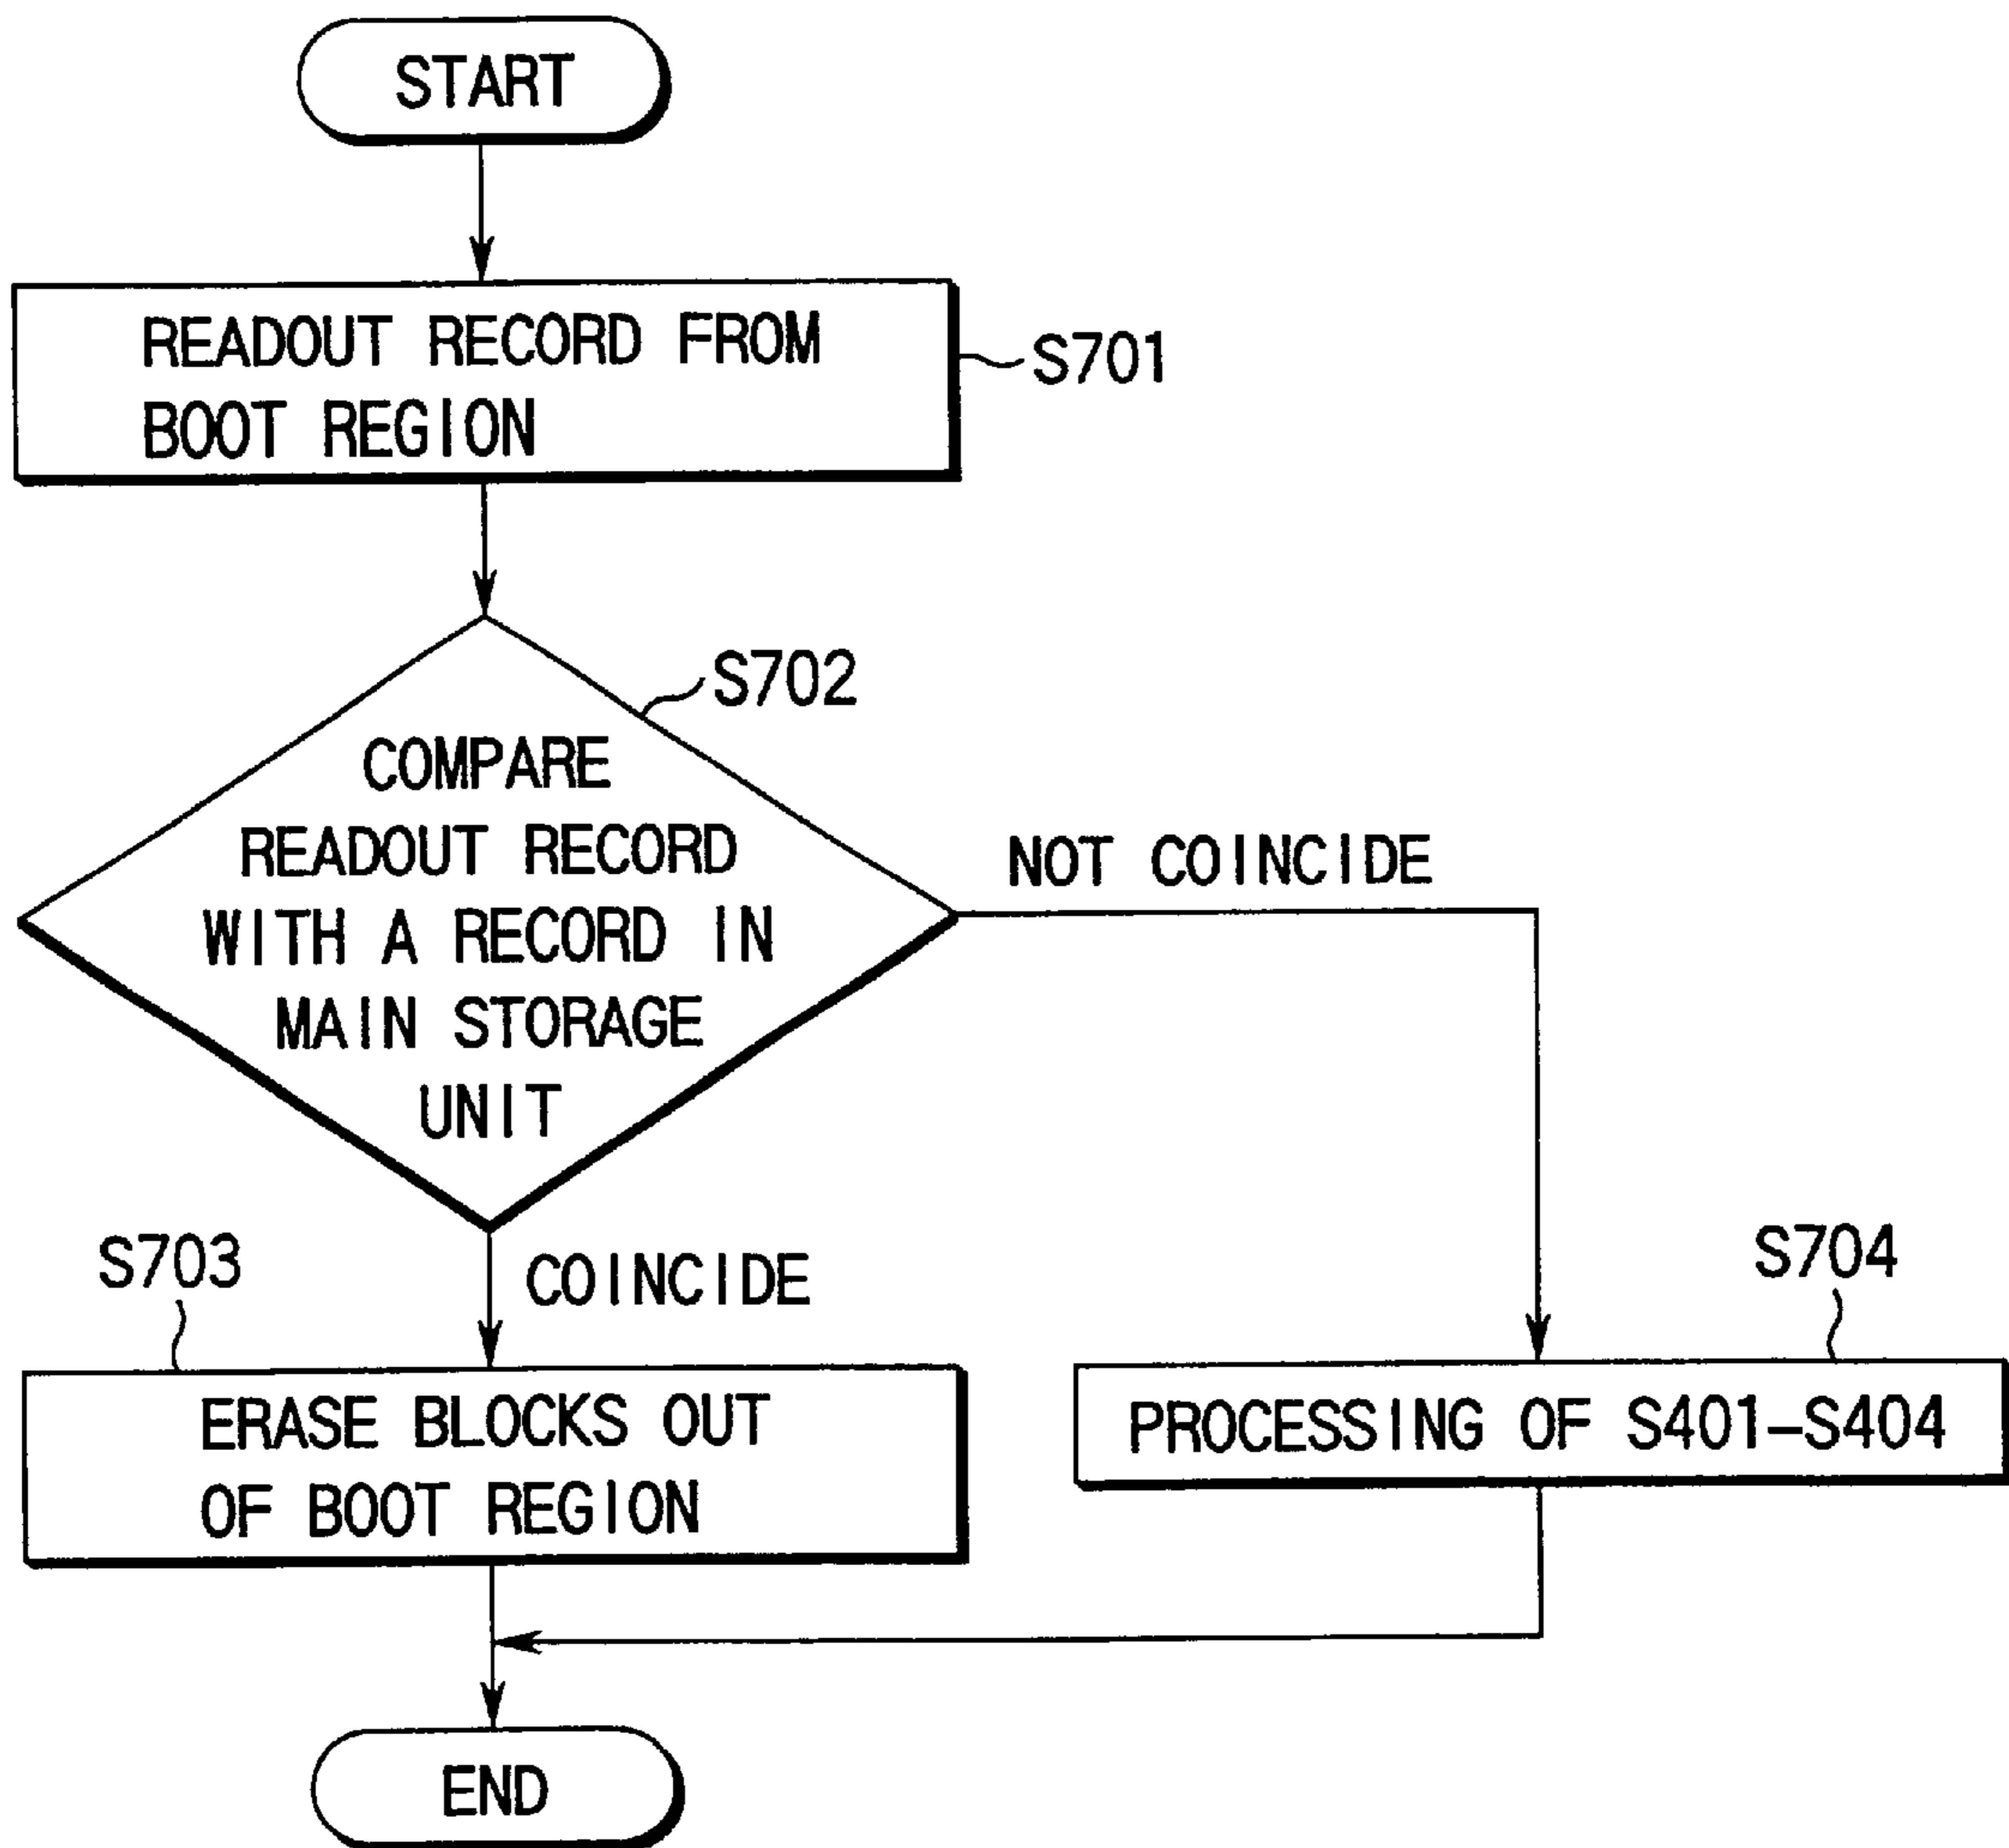 START
READOUT RECORD FROM
BOOT REGION
S701
S702
COMPARE
READOUT RECORD
WITH A RECORD IN
MAIN STORAGE
UNIT
NOT COINCIDE
COINCIDE
S703
ERASE BLOCKS OUT
OF BOOT REGION
S704
PROCESSING OF S401-S404
END